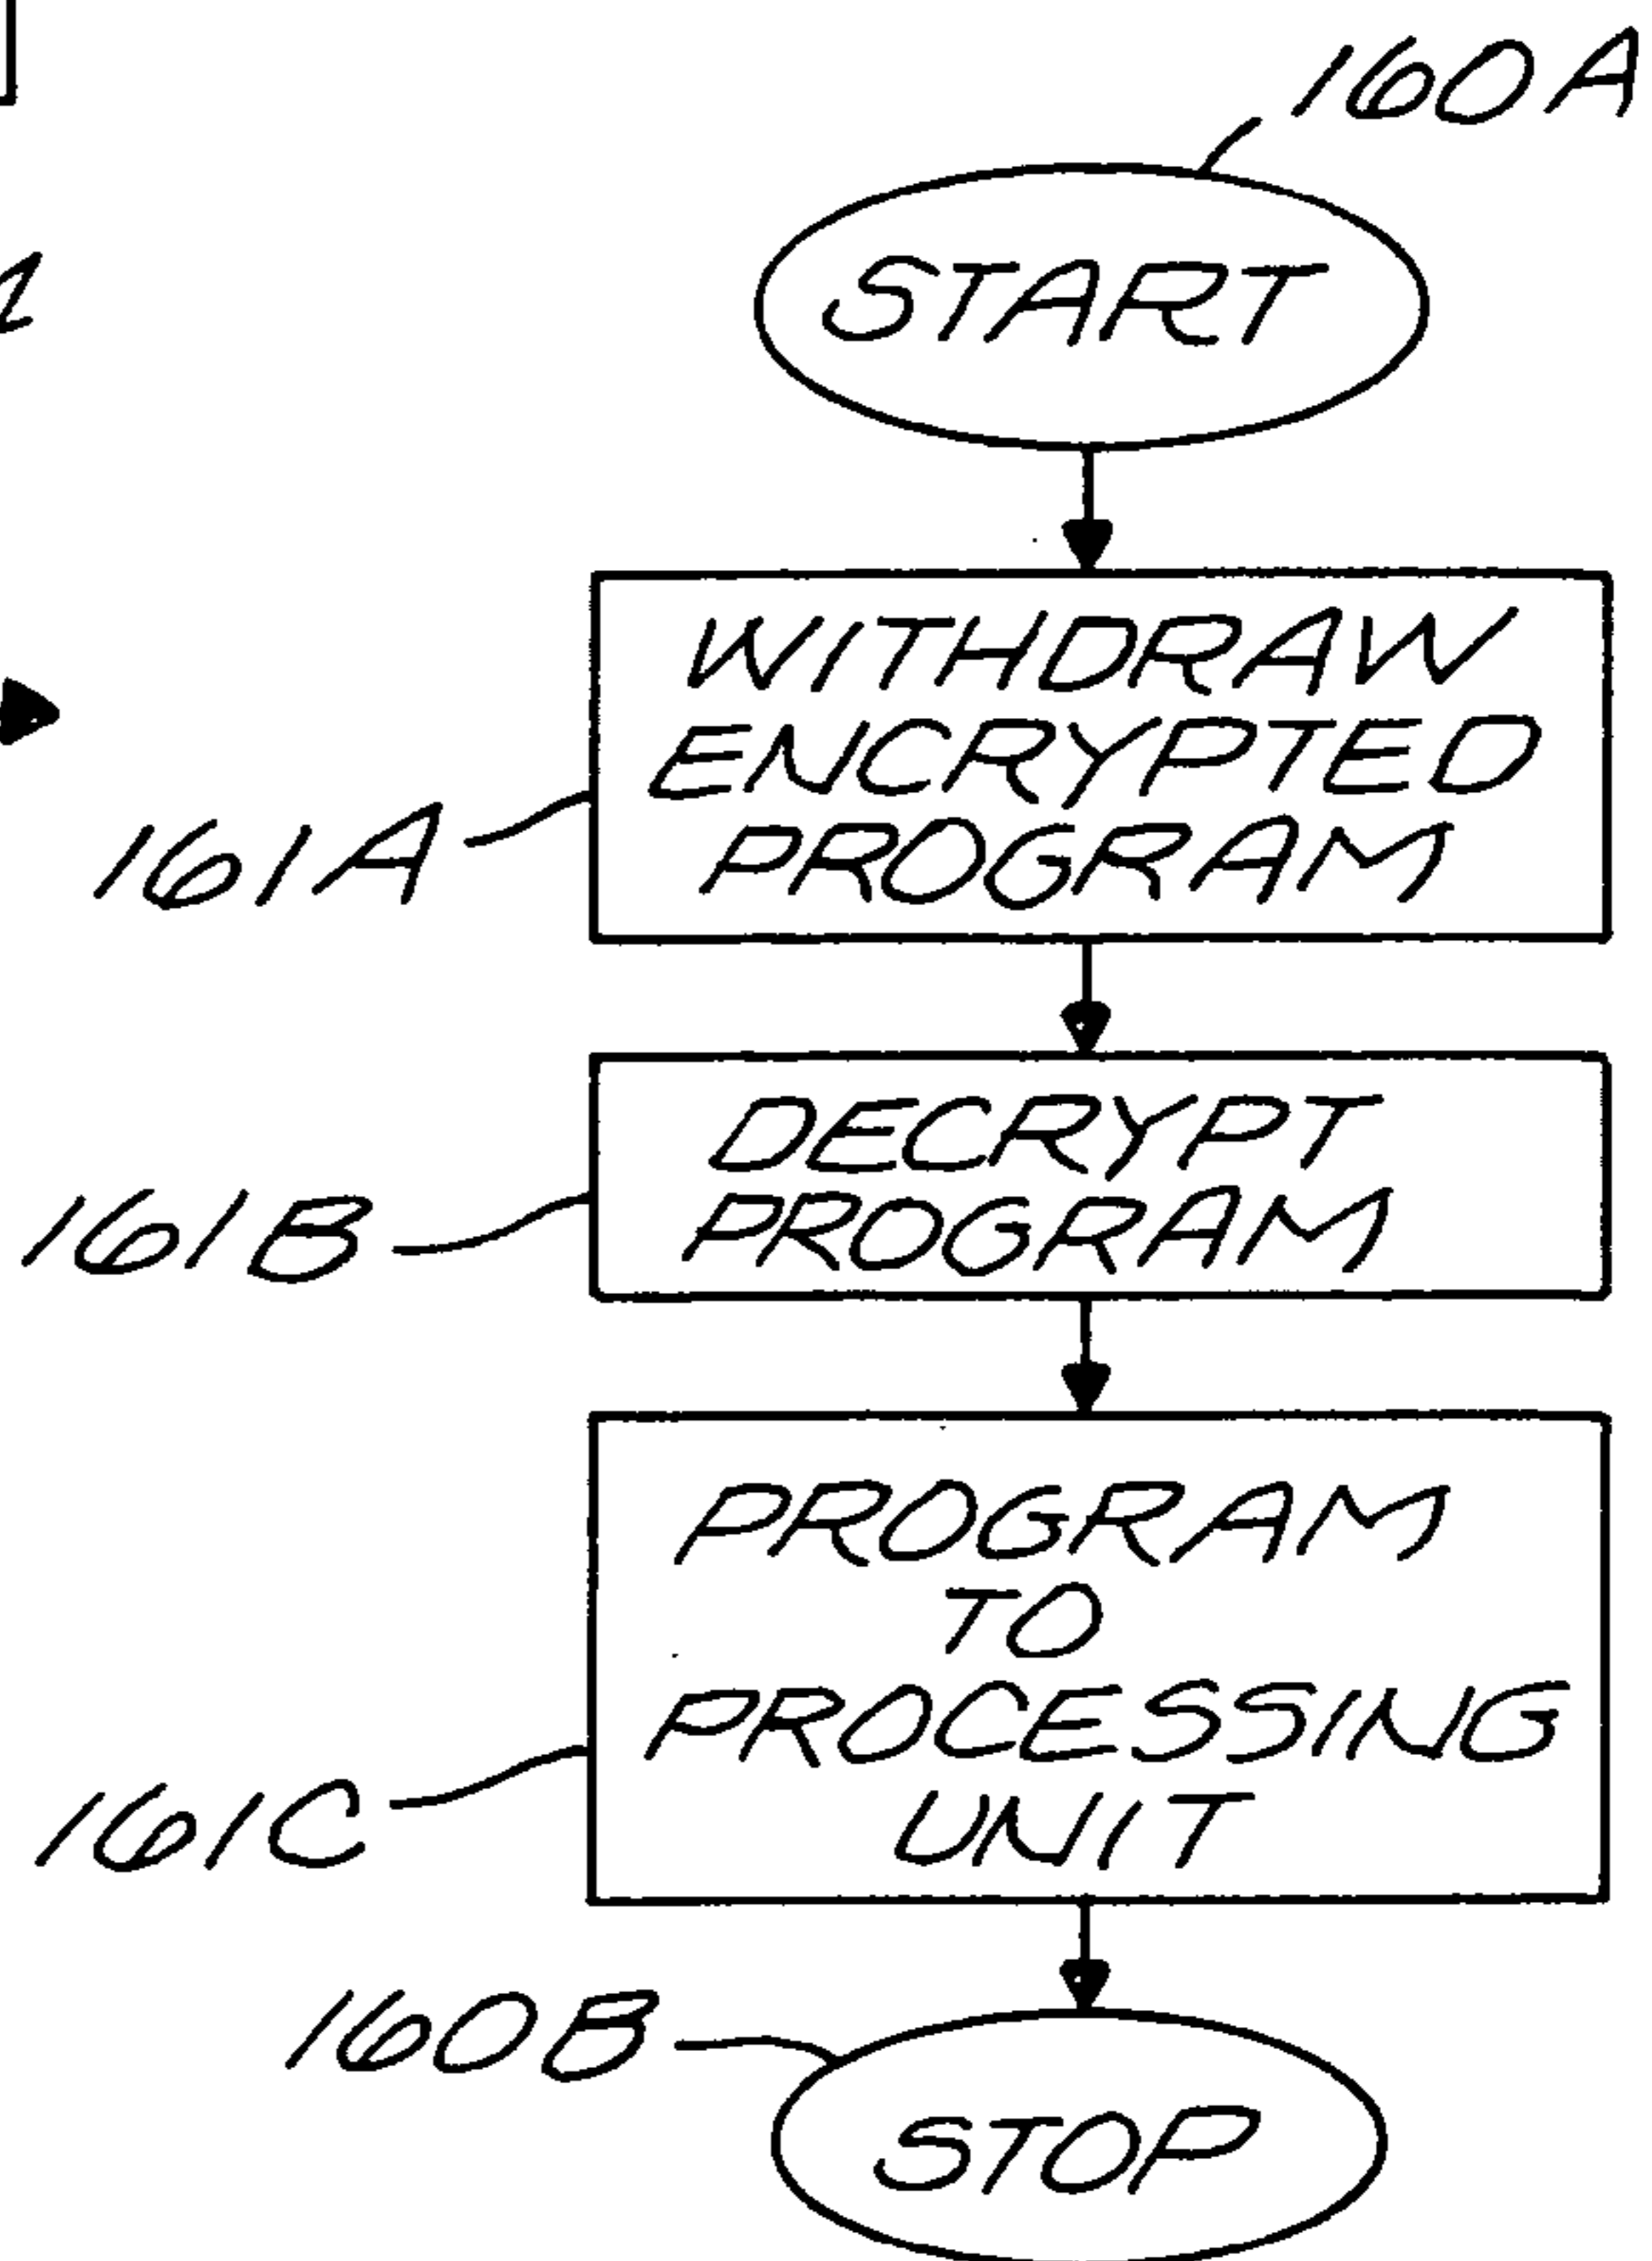 160A
START
WITHDRAW
ENCRYPTED
PROGRAM
161A
DECRYPT
PROGRAM
161B
PROGRAM
TO
PROCESSING
UNIT
161C
160B
STOP